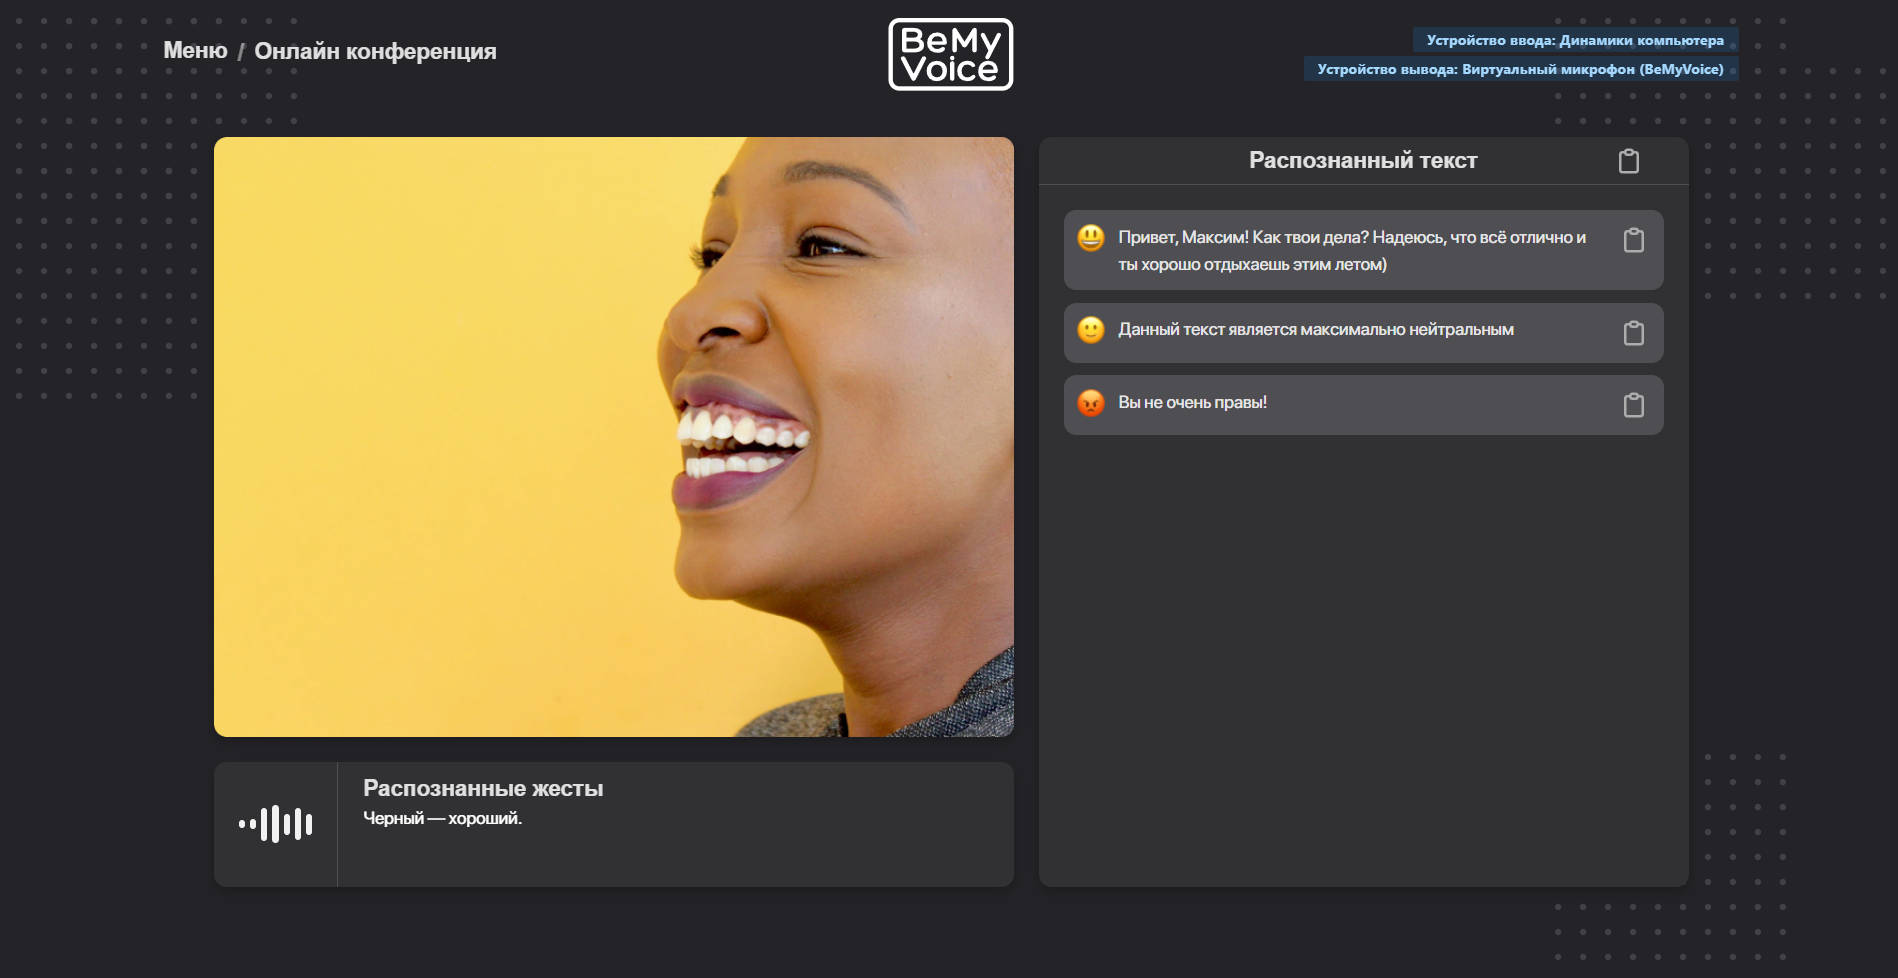 Меню / Онлайн конференция
BeMy
Voice
Устройство ввода: Динамики компьютера
Устройство вывода: Виртуальный микрофон (BeMyVoice)
Распознанный текст
Привет, Максим! Как твои дела? Надеюсь, что всё отлично и
ты хорошо отдыхаешь этим летом)
Данный текст является максимально нейтральным
Вы не очень правы!
Распознанные жесты
Черный — хороший.